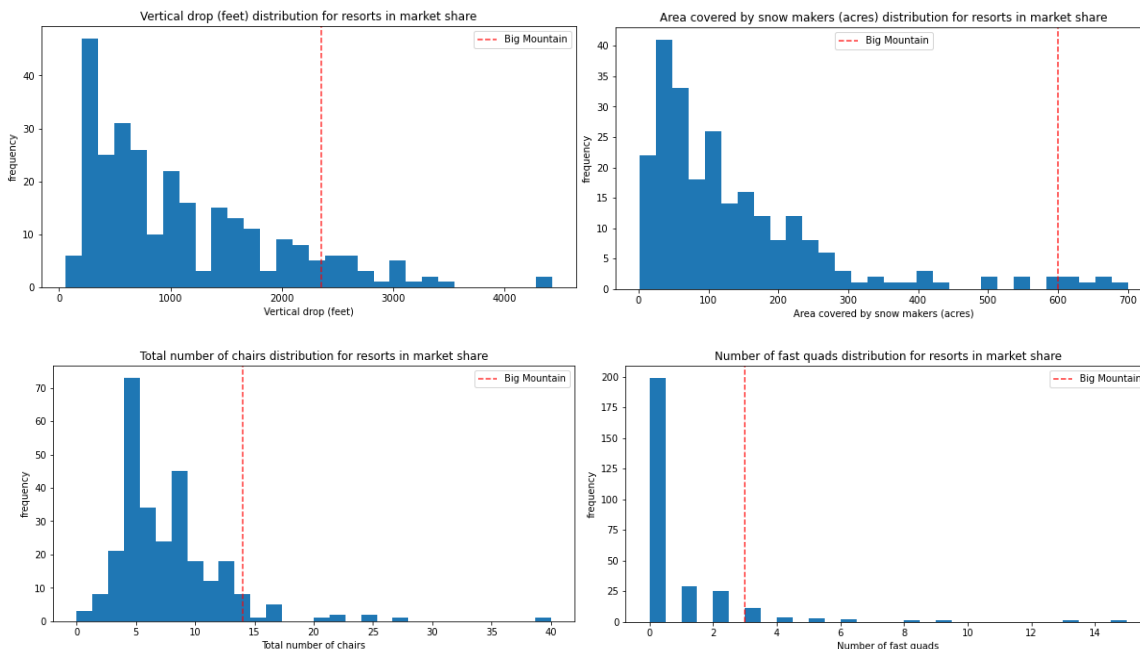 Vertical drop (feet) distribution for resorts in market share
Big Mountain
frequency
40
30
20
10
0
0 1000 2000 3000 4000
Vertical drop (feet)
Area covered by snow makers (acres) distribution for resorts in market share
Big Mountain
frequency
40
35
30
25
20
15
10
5
0
0 100 200 300 400 500 600 700
Area covered by snow makers (acres)
Total number of chairs distribution for resorts in market share
Big Mountain
frequency
70
60
50
40
30
20
10
0
0 5 10 15 20 25 30 35 40
Total number of chairs
Number of fast quads distribution for resorts in market share
Big Mountain
frequency
200
175
150
125
100
75
50
25
0
0 2 4 6 8 10 12 14
Number of fast quads